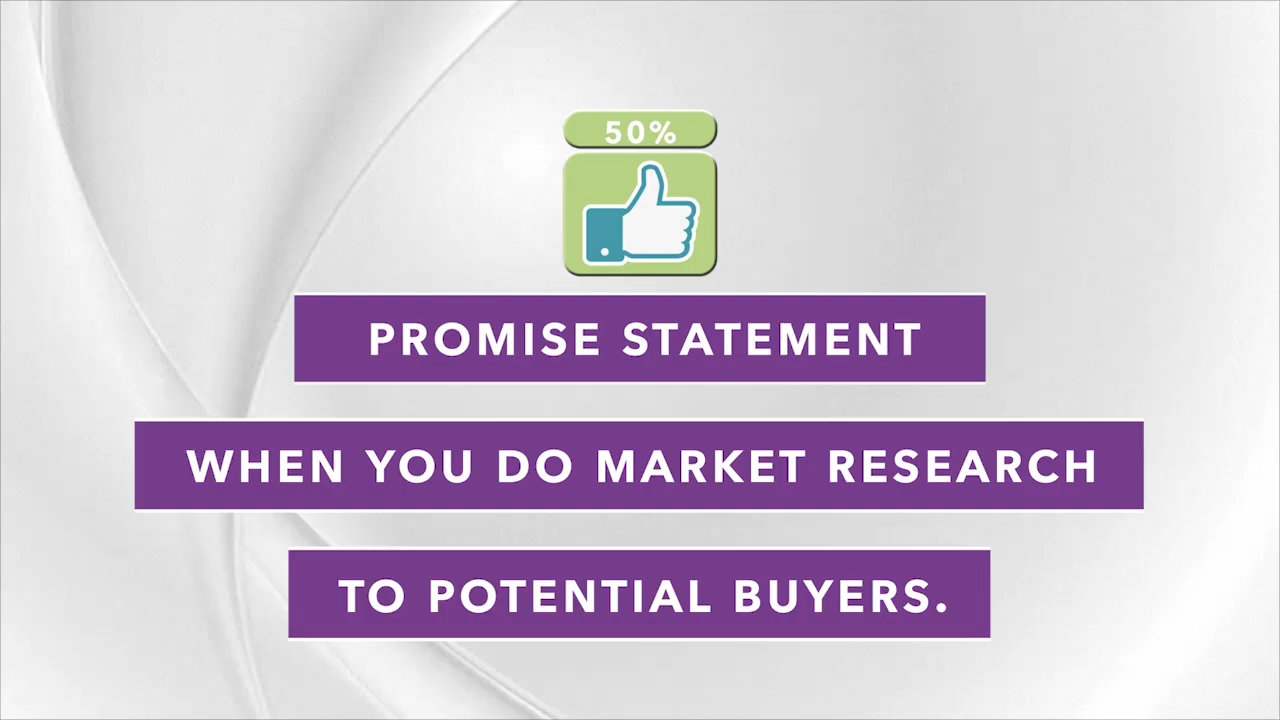 50%
PROMISE STATEMENT
WHEN YOU DO MARKET RESEARCH
TO POTENTIAL BUYERS.